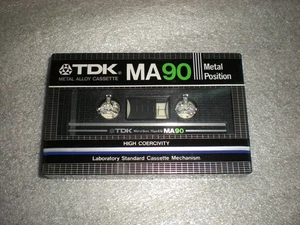 TDK MA90 Metal
METAL ALLOY CASSETTE Position
TDK MA90
HIGH COERCIVITY
Laboratory Standard Cassette Mechanism